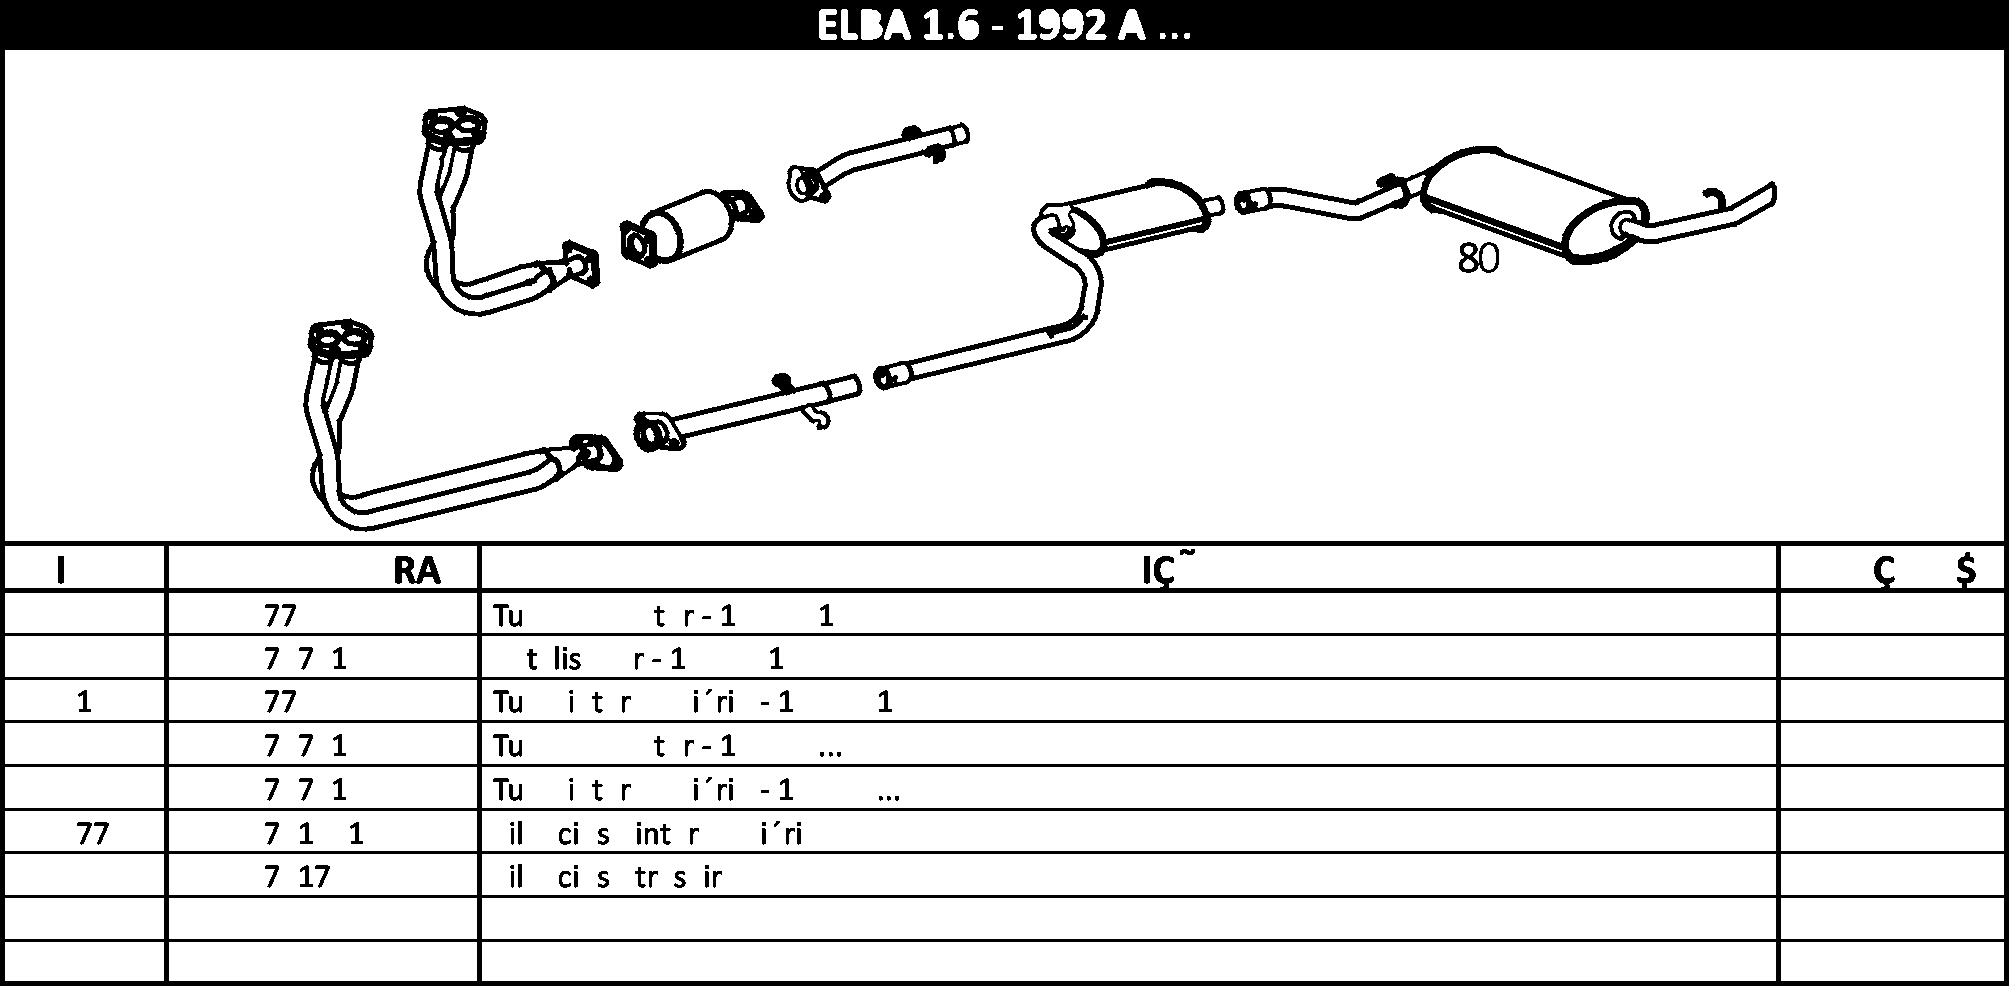 ELBA 1.6 - 1992 A ...
80
I RA IÇ˜ Ç $
77 Tu t r - 1 1
7 7 1 t lis r - 1 1
1 77 Tu i t r i´ri - 1 1
7 7 1 Tu t r - 1 ...
7 7 1 Tu i t r i´ri - 1 ...
77 7 1 1 il ci s int r i´ri
7 17 il ci s tr s ir